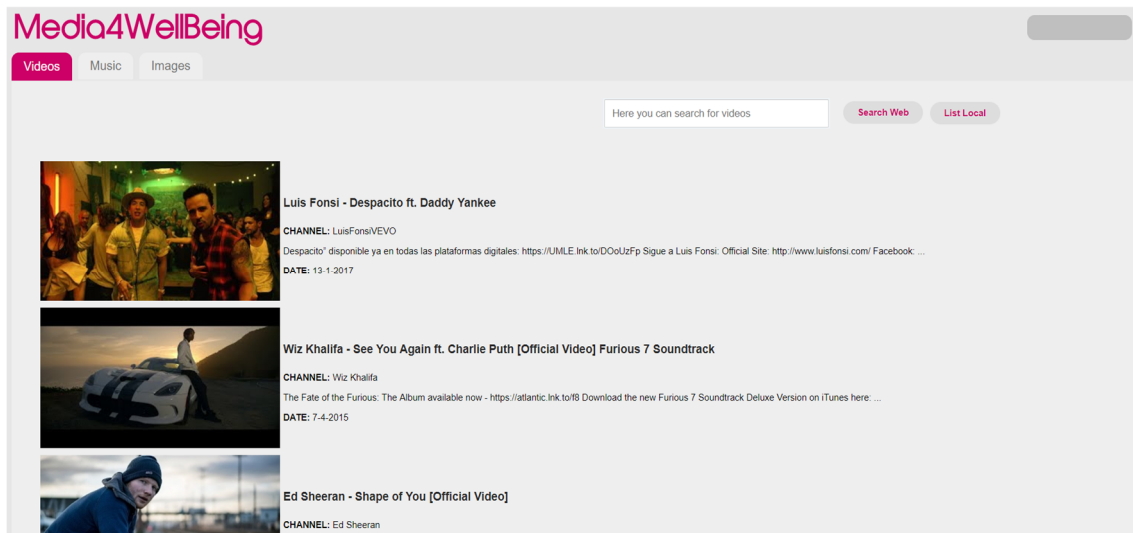 Media4WellBeing
Videos Music Images
Here you can search for videos Search Web List Local
Luis Fonsi - Despacito ft. Daddy Yankee
CHANNEL: LuisFonsiVEVO
Despacito" disponible ya en todas las plataformas digitales: https://UMLE.lnk.to/DOoUzFp Sigue a Luis Fonsi: Official Site: http://www.luisfonsi.com/ Facebook: ...
DATE: 13-1-2017
Wiz Khalifa - See You Again ft. Charlie Puth [Official Video] Furious 7 Soundtrack
CHANNEL: Wiz Khalifa
The Fate of the Furious: The Album available now - https://atlantic.lnk.to/f8 Download the new Furious 7 Soundtrack Deluxe Version on iTunes here: ...
DATE: 7-4-2015
Ed Sheeran - Shape of You [Official Video]
CHANNEL: Ed Sheeran